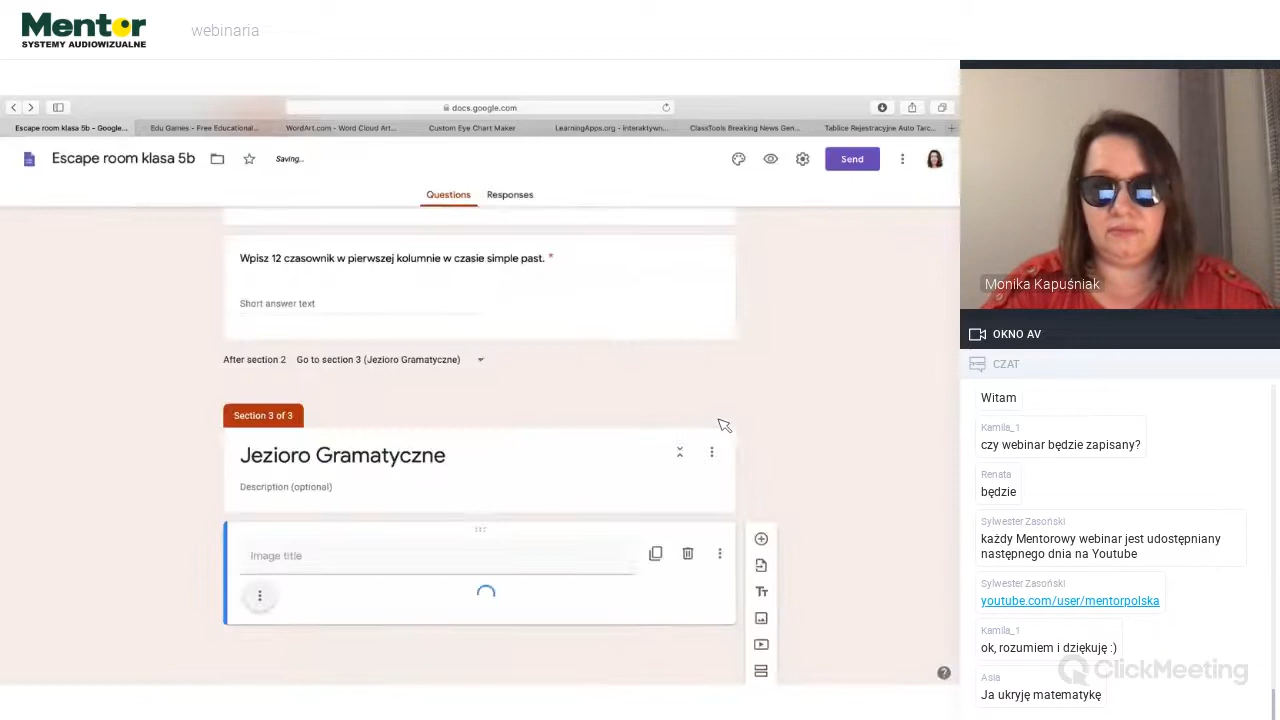 Mentor
SYSTEMY AUDIOWIZUALNE
webinaria
docs.google.com
Escape room klasa 5b - Google...
Edu Games - Free Educational...
WordArt.com - Word Cloud Art...
Custom Eye Chart Maker
LearningApps.org - interaktywn...
ClassTools Breaking News Gen...
Tablice Rejestracyjne Auto Tarc...
Escape room klasa 5b
Saving...
Send
Questions
Responses
Wpisz 12 czasownik w pierwszej kolumnie w czasie simple past. *
Short answer text
After section 2 Go to section 3 (Jezioro Gramatyczne)
Section 3 of 3
Jezioro Gramatyczne
Description (optional)
Image title
Monika Kapuśniak
OKNO AV
CZAT
Witam
Kamila_1
czy webinar będzie zapisany?
Renata
będzie
Sylwester Zasoński
każdy Mentorowy webinar jest udostępniany
następnego dnia na Youtube
Sylwester Zasoński
youtube.com/user/mentorpolska
Kamila_1
ok, rozumiem i dziękuję :)
Asia
Ja ukryję matematykę
ClickMeeting